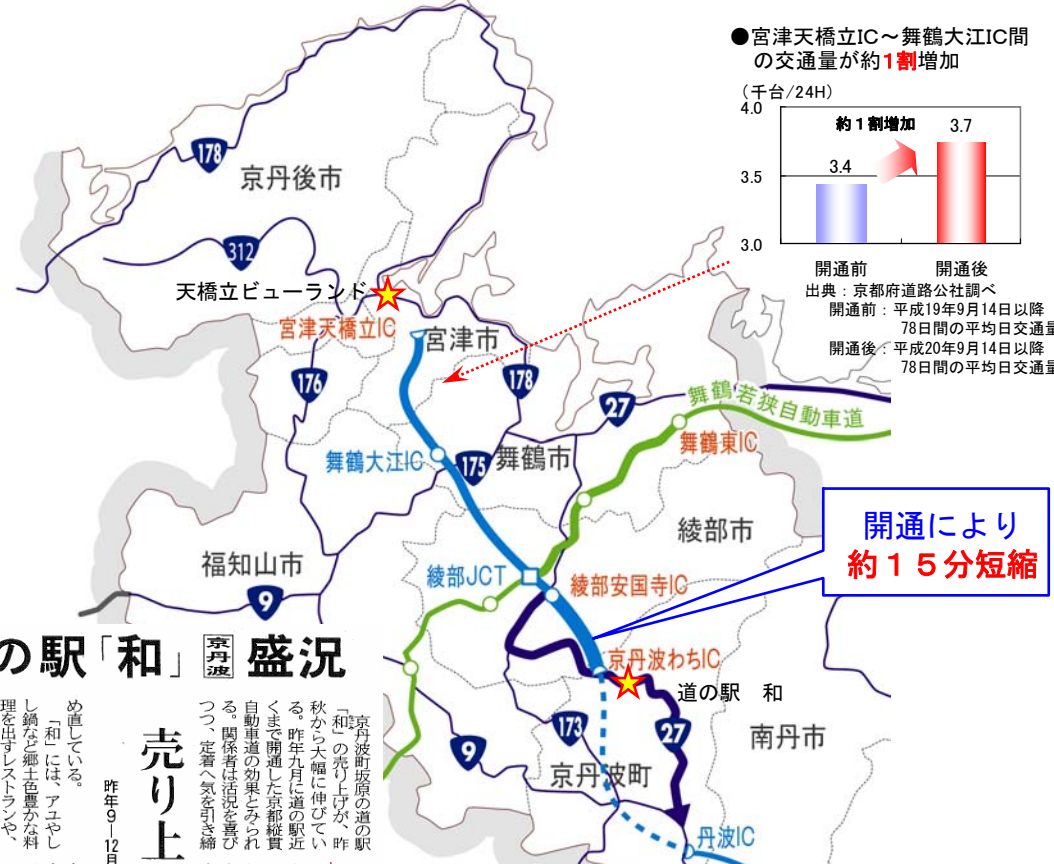 ●宮津天橋立IC～舞鶴大江IC間
の交通量が約1割増加
（千台/24H）
4.0
3.5
3.0
約１割増加
3.4
3.7
開通前
開通後
出典：京都府道路公社調べ
開通前：平成19年9月14日以降
78日間の平均日交通量
開通後：平成20年9月14日以降
78日間の平均日交通量
178
京丹後市
312
天橋立ビューランド
宮津天橋立IC
宮津市
176
178
27
舞鶴若狭自動車道
舞鶴東IC
舞鶴大江IC
175
舞鶴市
綾部市
開通により
約１５分短縮
福知山市
9
綾部JCT
綾部安国寺IC
京丹波わちIC
道の駅　和
173
27
9
南丹市
京丹波町
丹波IC
の駅「和」京丹波盛況
京丹波町坂原の道の駅
「和」の売り上げが、昨
秋から大幅に伸びてい
る。昨年九月に道の駅近
くまで開通した京都縦貫
自動車道の効果とみられ
る。関係者は活況を喜び
つつ、定着へ気を引き締
め直している。
「和」には、アユやし
し鍋など郷土色豊かな料
理を出すレストランや、
売り上
昨年9―12月